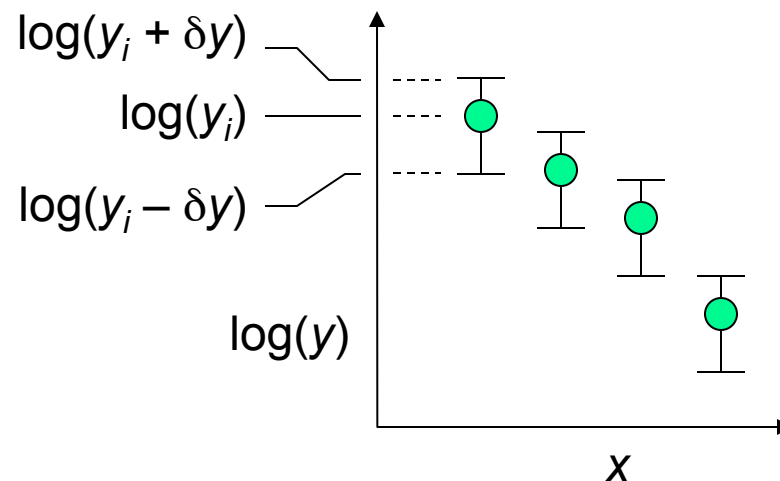 log(yᵢ + δy)
log(yᵢ)
log(yᵢ – δy)
log(y)
x